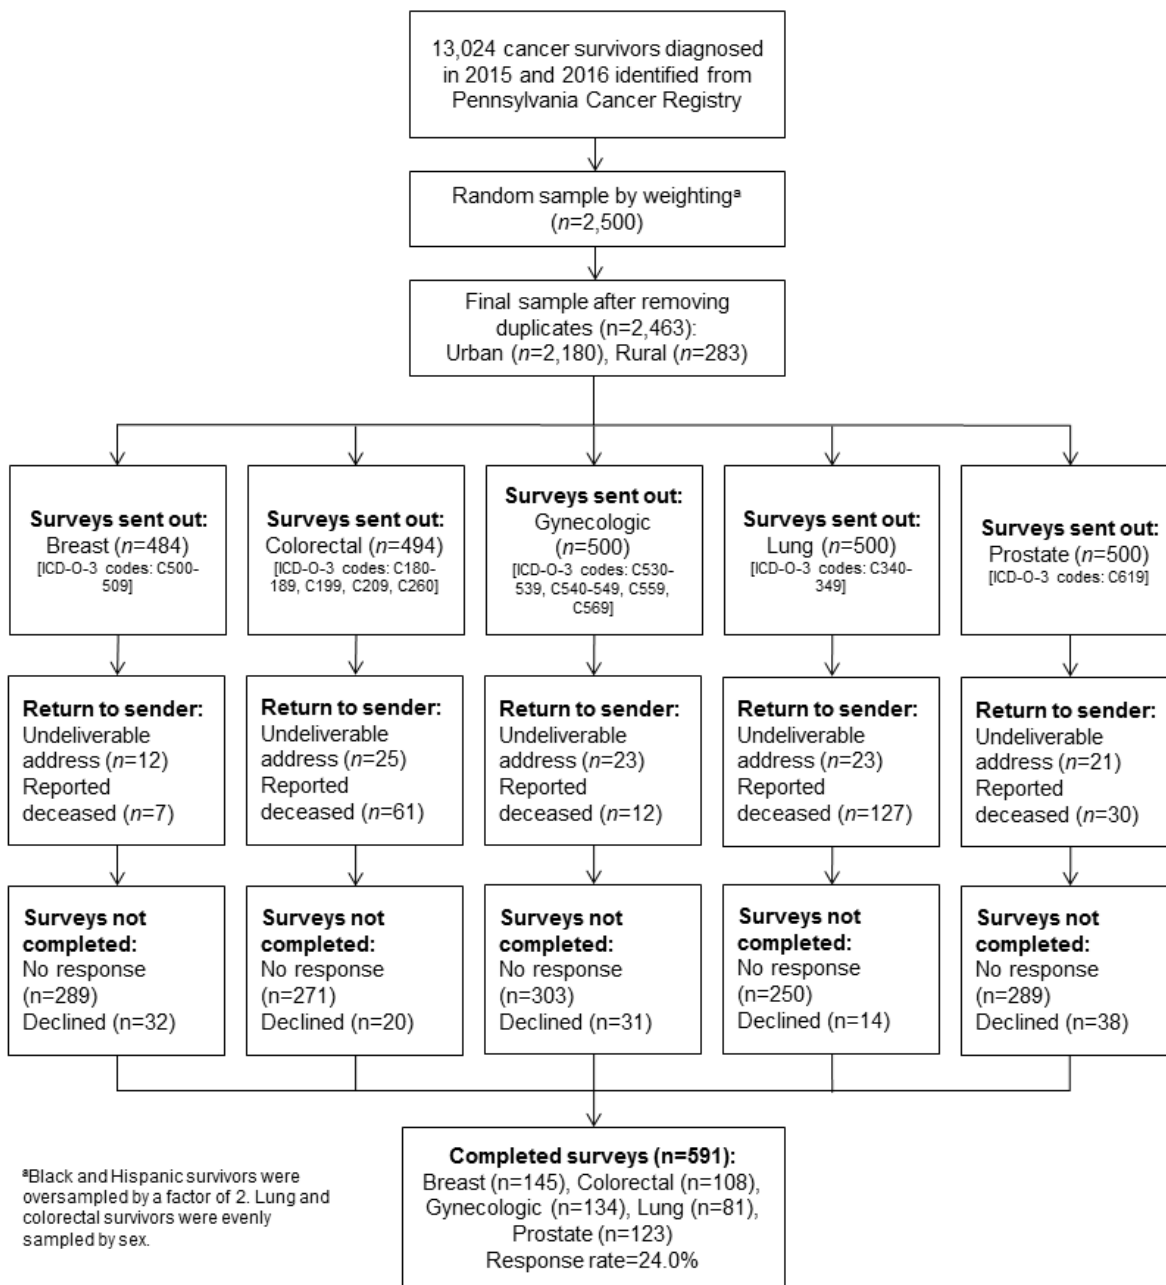 13,024 cancer survivors diagnosed
in 2015 and 2016 identified from
Pennsylvania Cancer Registry
Random sample by weightingᵃ
(n=2,500)
Final sample after removing
duplicates (n=2,463):
Urban (n=2,180), Rural (n=283)
Surveys sent out:
Breast (n=484)
[ICD-O-3 codes: C500-
509]
Surveys sent out:
Colorectal (n=494)
[ICD-O-3 codes: C180-
189, C199, C209, C260]
Surveys sent out:
Gynecologic
(n=500)
[ICD-O-3 codes: C530-
539, C540-549, C559,
C569]
Surveys sent out:
Lung (n=500)
[ICD-O-3 codes: C340-
349]
Surveys sent out:
Prostate (n=500)
[ICD-O-3 codes: C619]
Return to sender:
Undeliverable
address (n=12)
Reported
deceased (n=7)
Return to sender:
Undeliverable
address (n=25)
Reported
deceased (n=61)
Return to sender:
Undeliverable
address (n=23)
Reported
deceased (n=12)
Return to sender:
Undeliverable
address (n=23)
Reported
deceased (n=127)
Return to sender:
Undeliverable
address (n=21)
Reported
deceased (n=30)
Surveys not
completed:
No response
(n=289)
Declined (n=32)
Surveys not
completed:
No response
(n=271)
Declined (n=20)
Surveys not
completed:
No response
(n=303)
Declined (n=31)
Surveys not
completed:
No response
(n=250)
Declined (n=14)
Surveys not
completed:
No response
(n=289)
Declined (n=38)
Completed surveys (n=591):
Breast (n=145), Colorectal (n=108),
Gynecologic (n=134), Lung (n=81),
Prostate (n=123)
Response rate=24.0%
ᵃBlack and Hispanic survivors were
oversampled by a factor of 2. Lung and
colorectal survivors were evenly
sampled by sex.